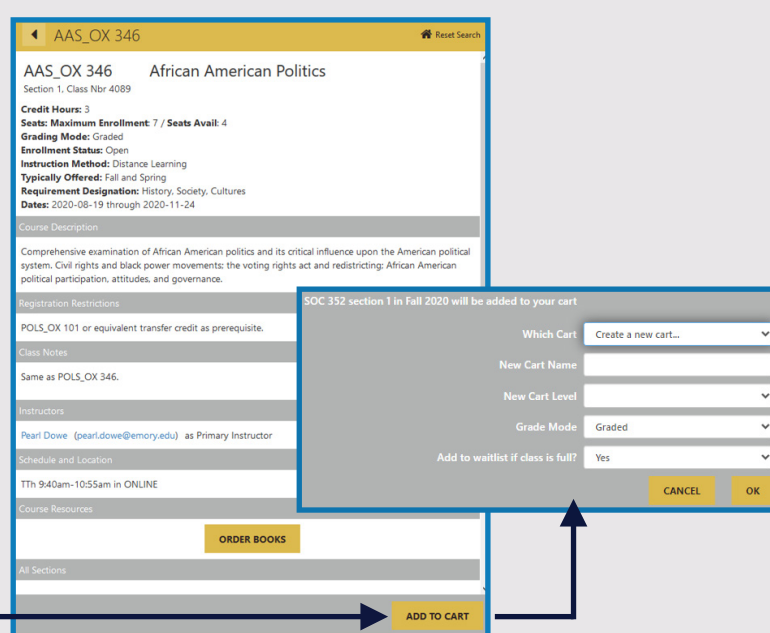 AAS_OX 346
Reset Search
AAS_OX 346 African American Politics
Section 1, Class Nbr 4089
Credit Hours: 3
Seats: Maximum Enrollment: 7 / Seats Avail: 4
Grading Mode: Graded
Enrollment Status: Open
Instruction Method: Distance Learning
Typically Offered: Fall and Spring
Requirement Designation: History, Society, Cultures
Dates: 2020-08-19 through 2020-11-24
Course Description
Comprehensive examination of African American politics and its critical influence upon the American political
system. Civil rights and black power movements; the voting rights act and redistricting; African American
political participation, attitudes, and governance.
Registration Restrictions
POLS_OX 101 or equivalent transfer credit as prerequisite.
Class Notes
Same as POLS_OX 346.
Instructors
Pearl Dowe (pearl.dowe@emory.edu) as Primary Instructor
Schedule and Location
TTh 9:40am-10:55am in ONLINE
Course Resources
ORDER BOOKS
All Sections
ADD TO CART
SOC 352 section 1 in Fall 2020 will be added to your cart
Which Cart Create a new cart...
New Cart Name
New Cart Level
Grade Mode Graded
Add to waitlist if class is full? Yes
CANCEL OK